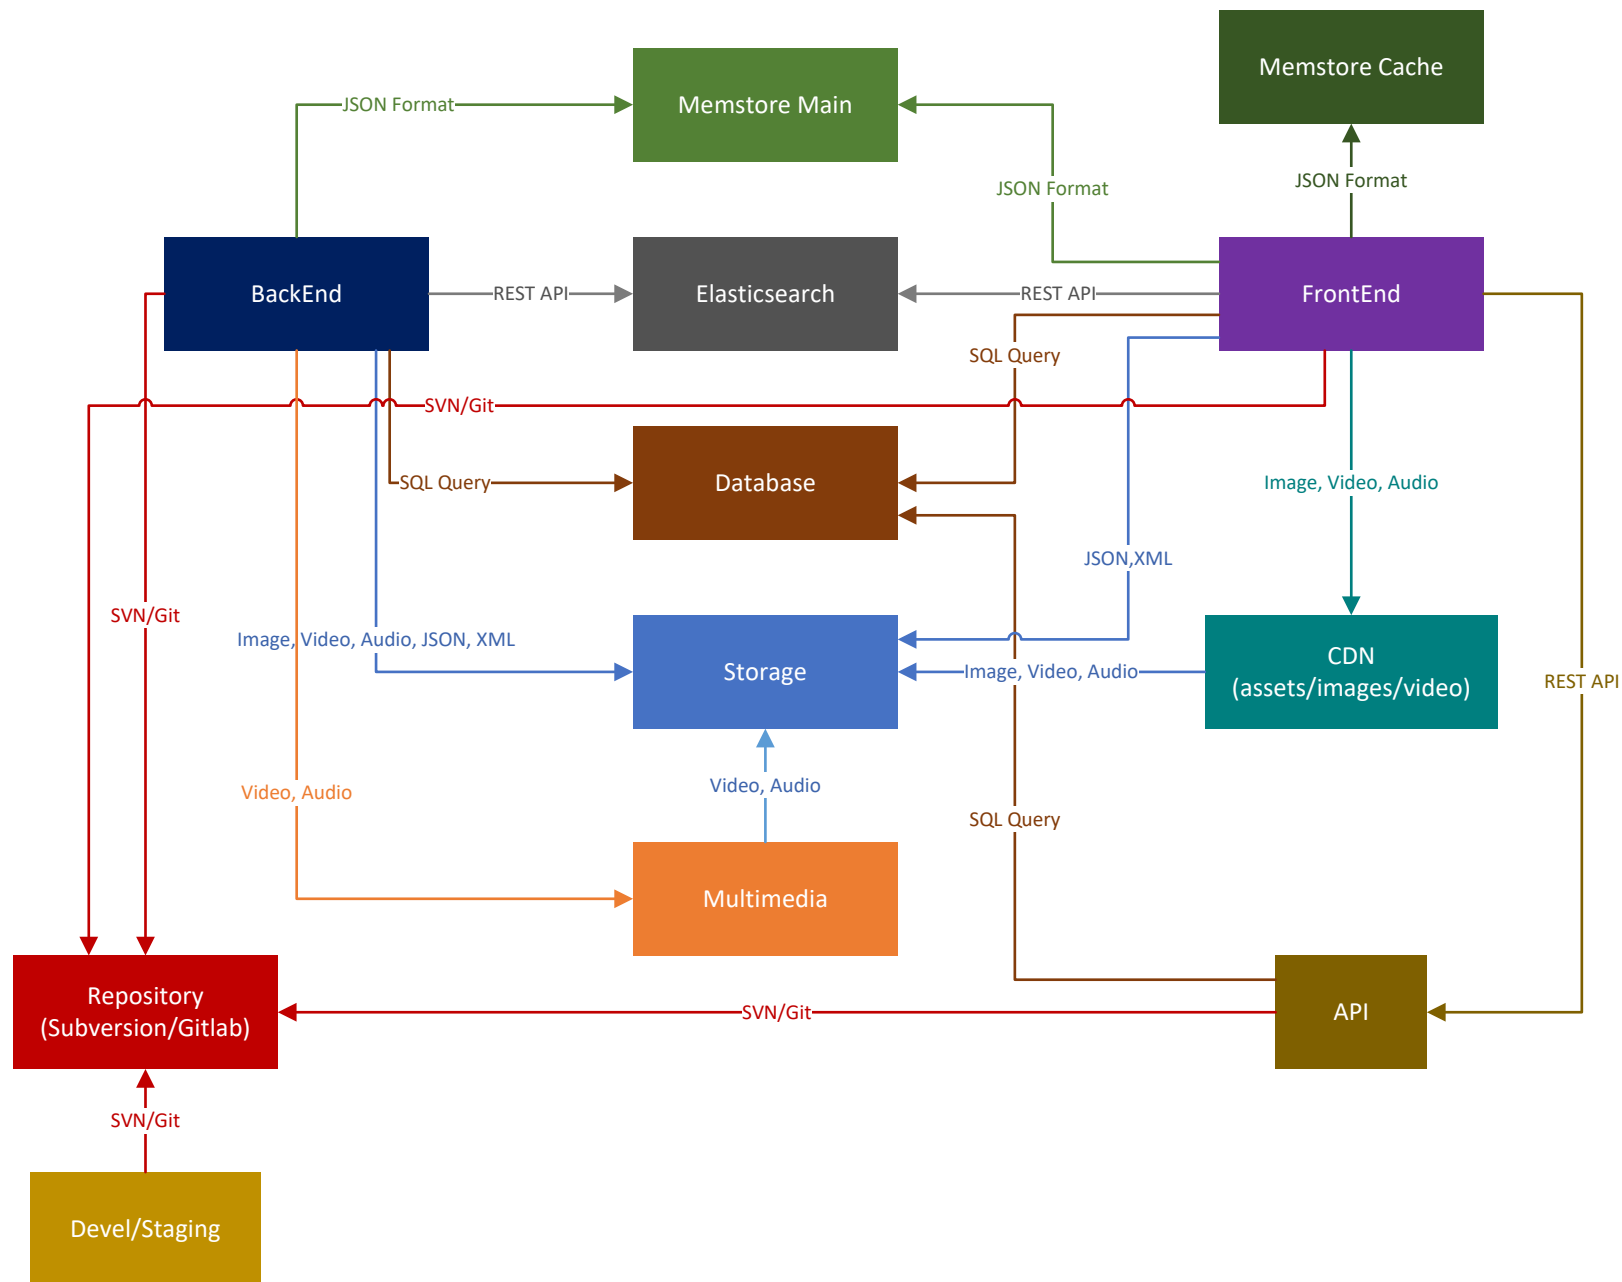 Memstore Cache
Memstore Main
JSON Format
JSON Format
JSON Format
BackEnd
REST API
Elasticsearch
REST API
FrontEnd
SQL Query
SVN/Git
SQL Query
Database
Image, Video, Audio
JSON,XML
SVN/Git
Image, Video, Audio, JSON, XML
Storage
Image, Video, Audio
CDN
(assets/images/video)
REST API
Video, Audio
Video, Audio
SQL Query
Multimedia
Repository
(Subversion/Gitlab)
SVN/Git
API
SVN/Git
Devel/Staging